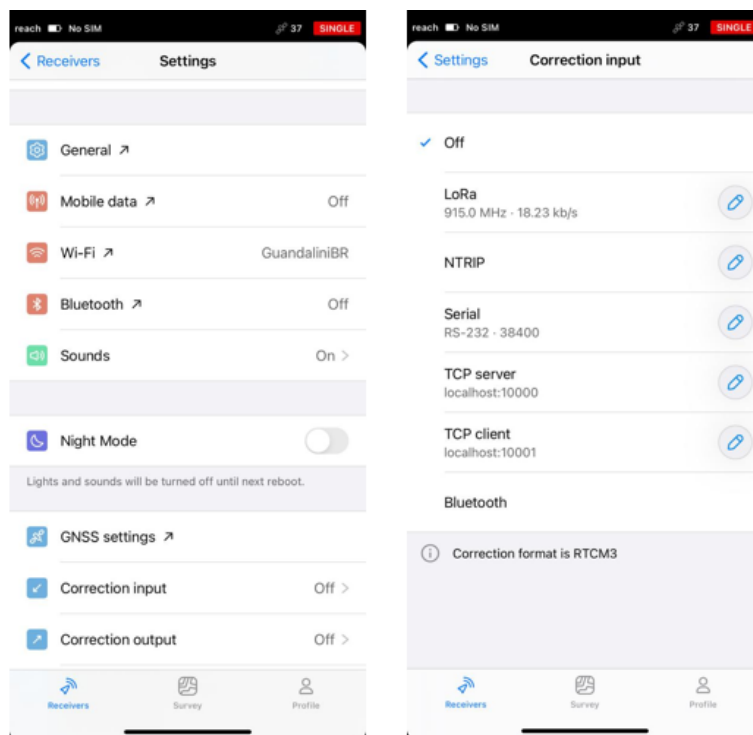 reach No SIM 37 SINGLE
Receivers Settings
General ↗
Mobile data ↗ Off
Wi-Fi ↗ GuandaliniBR
Bluetooth ↗ Off
Sounds On >
Night Mode
Lights and sounds will be turned off until next reboot.
GNSS settings ↗
Correction input Off >
Correction output Off >
Receivers Survey Profile
reach No SIM 37 SINGLE
Settings Correction input
Off
LoRa
915.0 MHz · 18.23 kb/s
NTRIP
Serial
RS-232 · 38400
TCP server
localhost:10000
TCP client
localhost:10001
Bluetooth
Correction format is RTCM3
Receivers Survey Profile